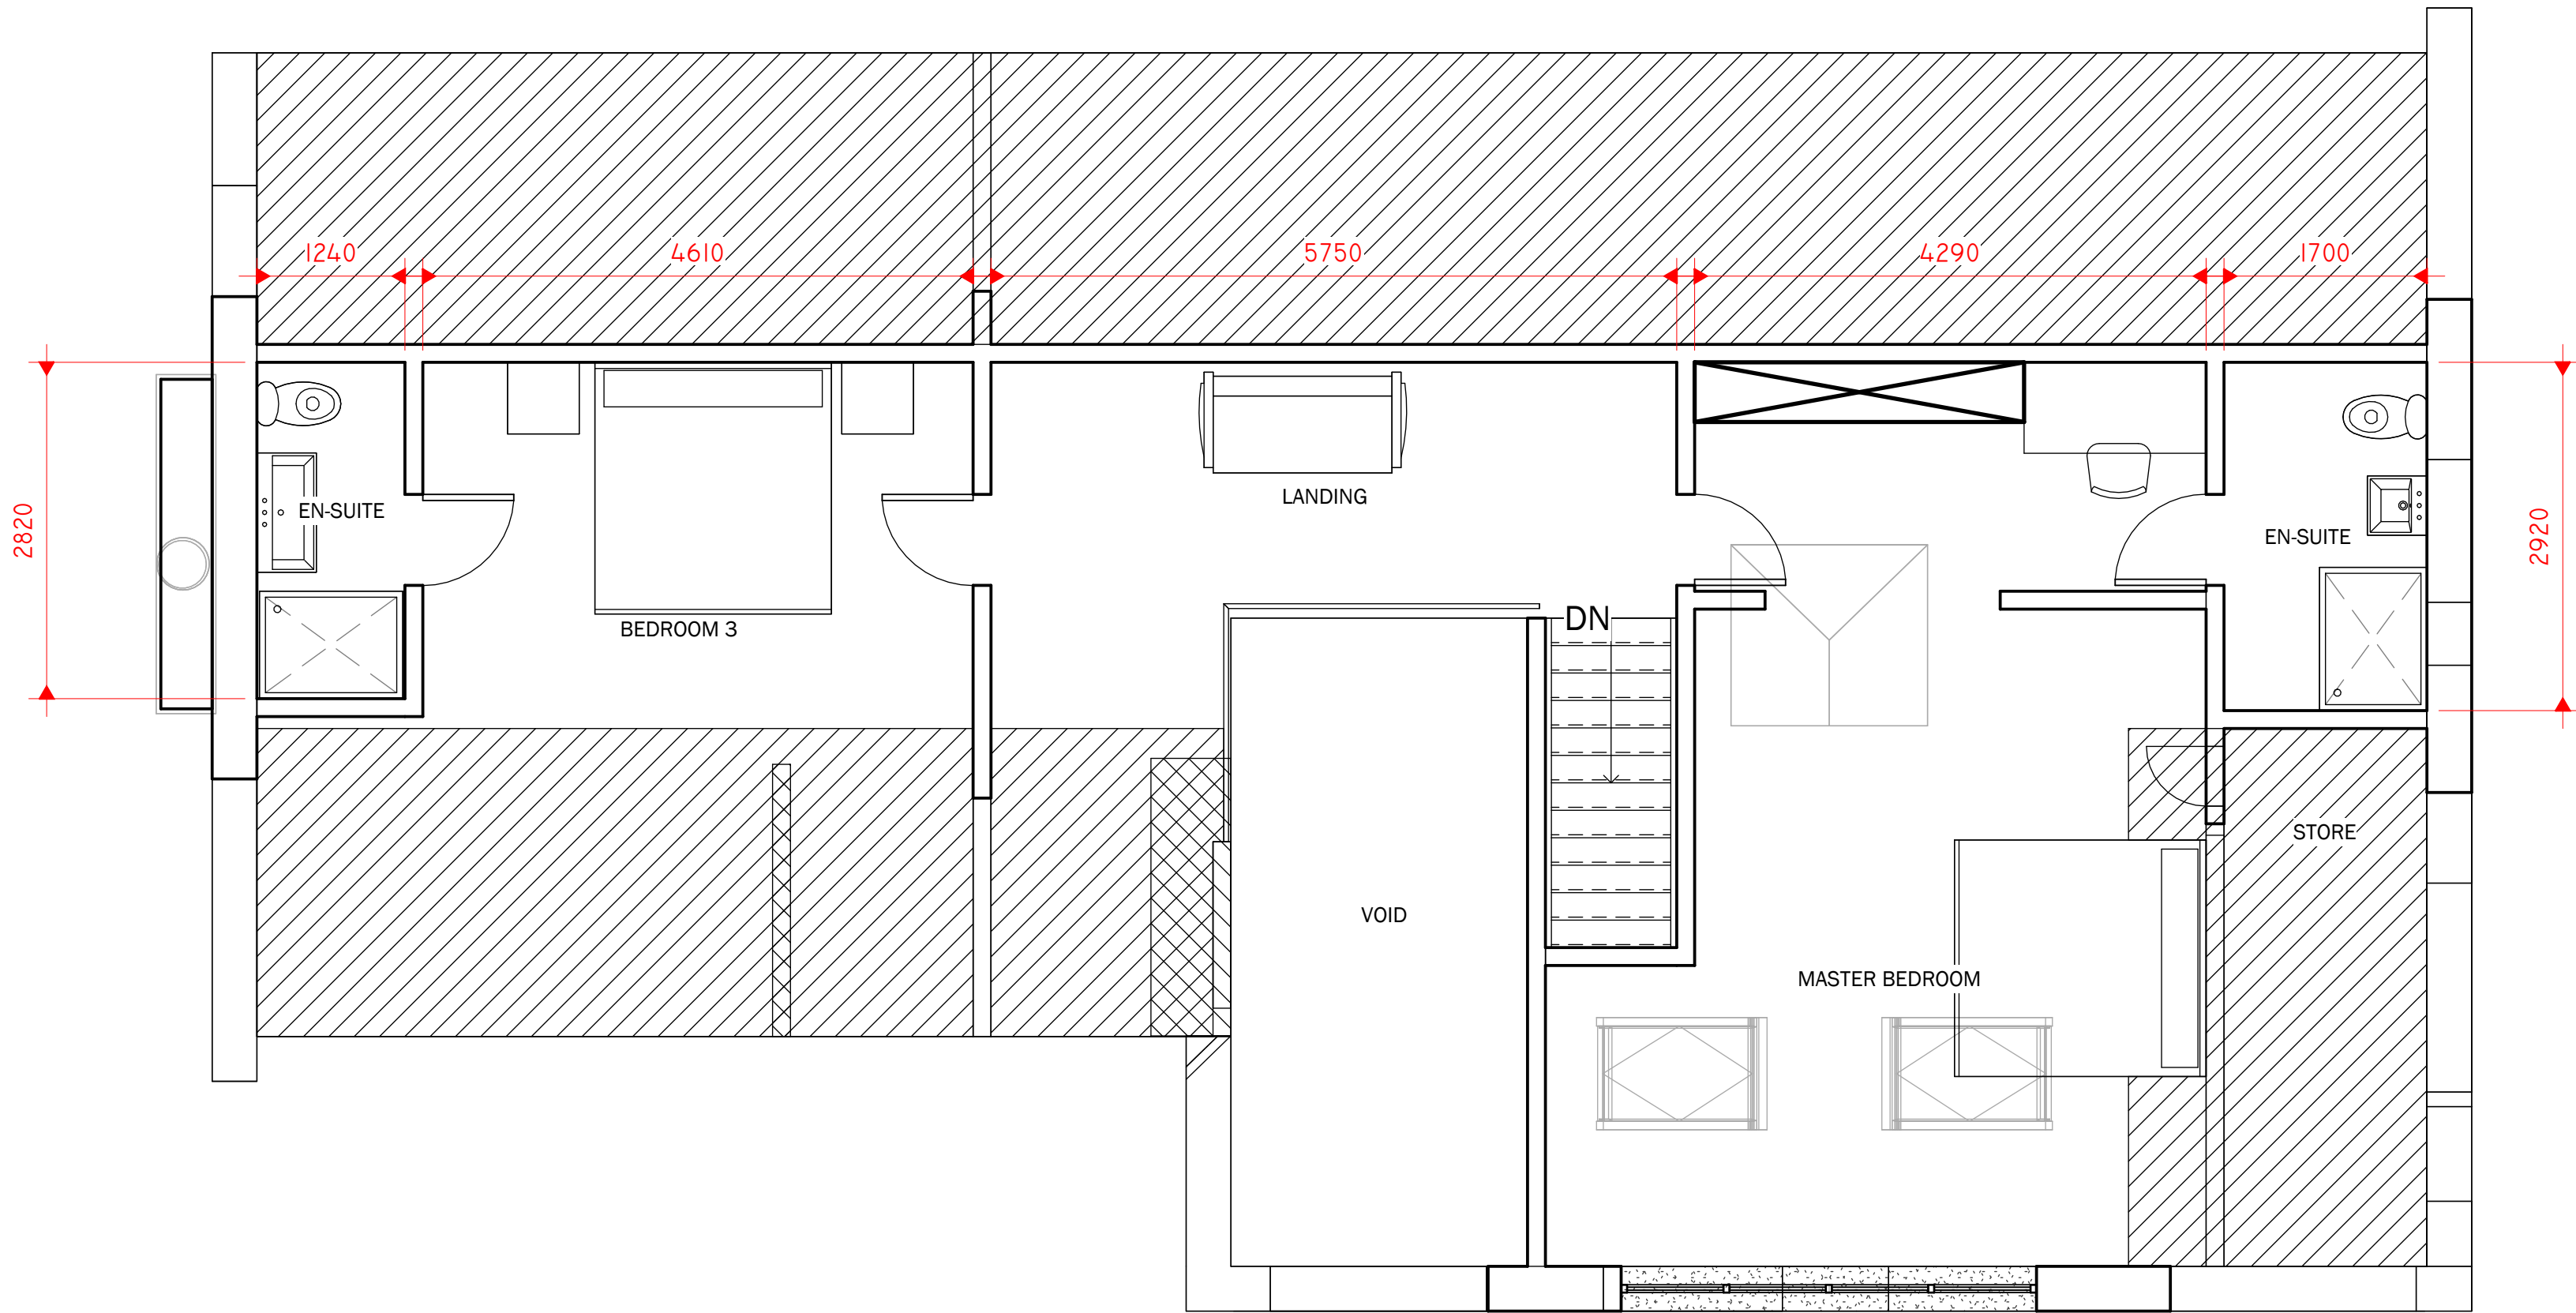 1240
4610
5750
4290
1700
2820
EN-SUITE
LANDING
EN-SUITE
2920
BEDROOM 3
DN
STORE
VOID
MASTER BEDROOM